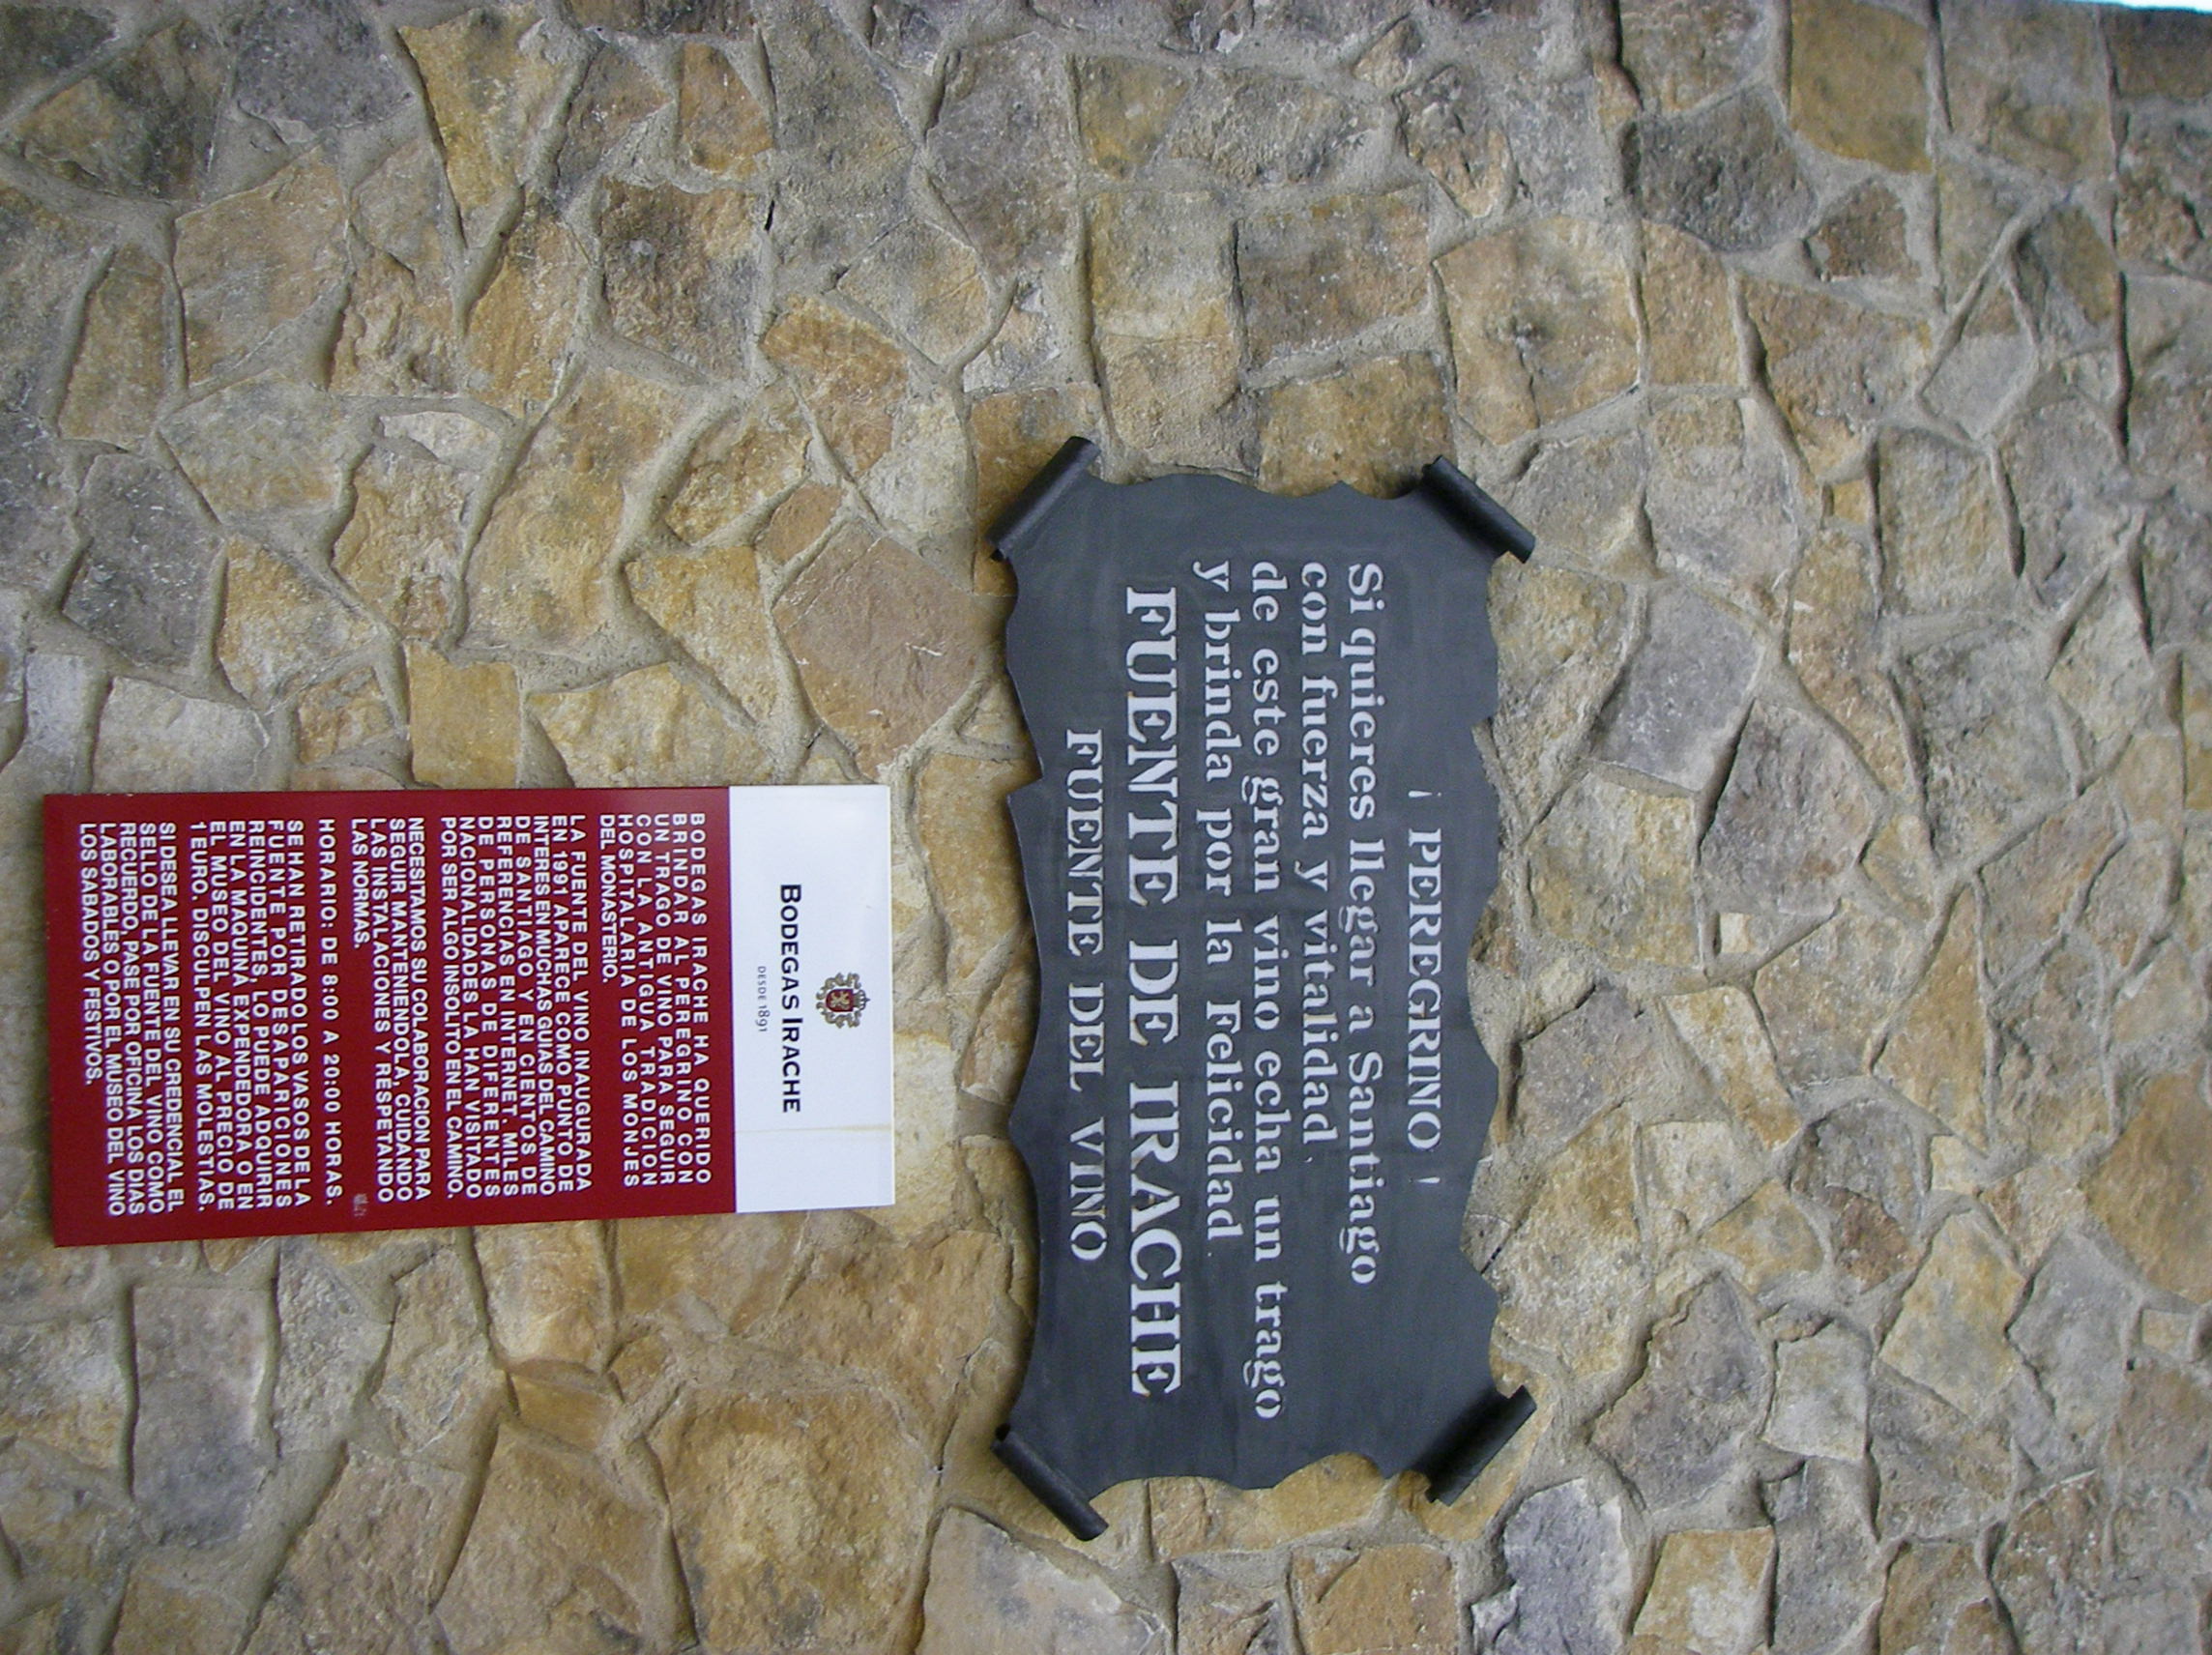 ¡ PEREGRINO !
Si quieres llegar a Santiago
con fuerza y vitalidad
de este gran vino echa un trago
y brinda por la Felicidad.
FUENTE DE IRACHE
FUENTE DEL VINO
BODEGAS IRACHE
DESDE 1891
BODEGAS IRACHE HA QUERIDO
BRINDAR AL PEREGRINO CON
UN TRAGO DE VINO PARA SEGUIR
CON LA ANTIGUA TRADICION
HOSPITALARIA DE LOS MONJES
DEL MONASTERIO.
LA FUENTE DEL VINO INAUGURADA
EN 1991 APARECE COMO PUNTO DE
INTERES EN MUCHAS GUIAS DEL CAMINO
DE SANTIAGO Y EN CIENTOS DE
REFERENCIAS EN INTERNET. MILES
DE PERSONAS DE DIFERENTES
NACIONALIDADES LA HAN VISITADO
POR SER ALGO INSOLITO EN EL CAMINO.
NECESITAMOS SU COLABORACION PARA
SEGUIR MANTENIENDOLA, CUIDANDO
LAS INSTALACIONES Y RESPETANDO
LAS NORMAS.
HORARIO: DE 8:00 A 20:00 HORAS.
SE HAN RETIRADO LOS VASOS DE LA
FUENTE POR DESAPARICIONES
REINCIDENTES, LO PUEDE ADQUIRIR
EN LA MAQUINA EXPENDEDORA O EN
EL MUSEO DEL VINO AL PRECIO DE
1 EURO. DISCULPEN LAS MOLESTIAS.
SI DESEA LLEVAR EN SU CREDENCIAL EL
SELLO DE LA FUENTE DEL VINO, COMO
RECUERDO, PASE POR OFICINA LOS DIAS
LABORABLES O POR EL MUSEO DEL VINO
LOS SABADOS Y FESTIVOS.